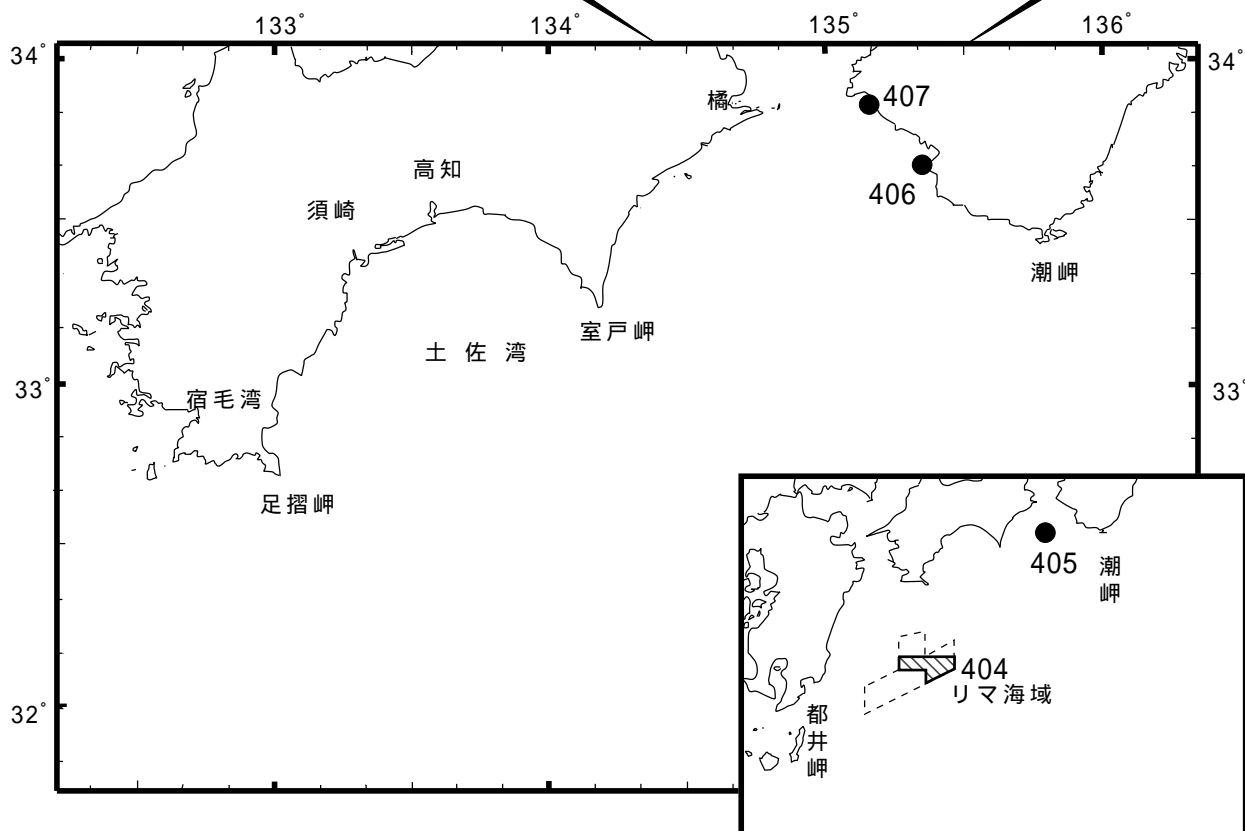 133°
134°
135°
136°
34°
34°
橘
407
高知
406
須崎
潮岬
室戸岬
土佐湾
33°
33°
宿毛湾
足摺岬
405
潮岬
404
リマ海域
32°
都井岬